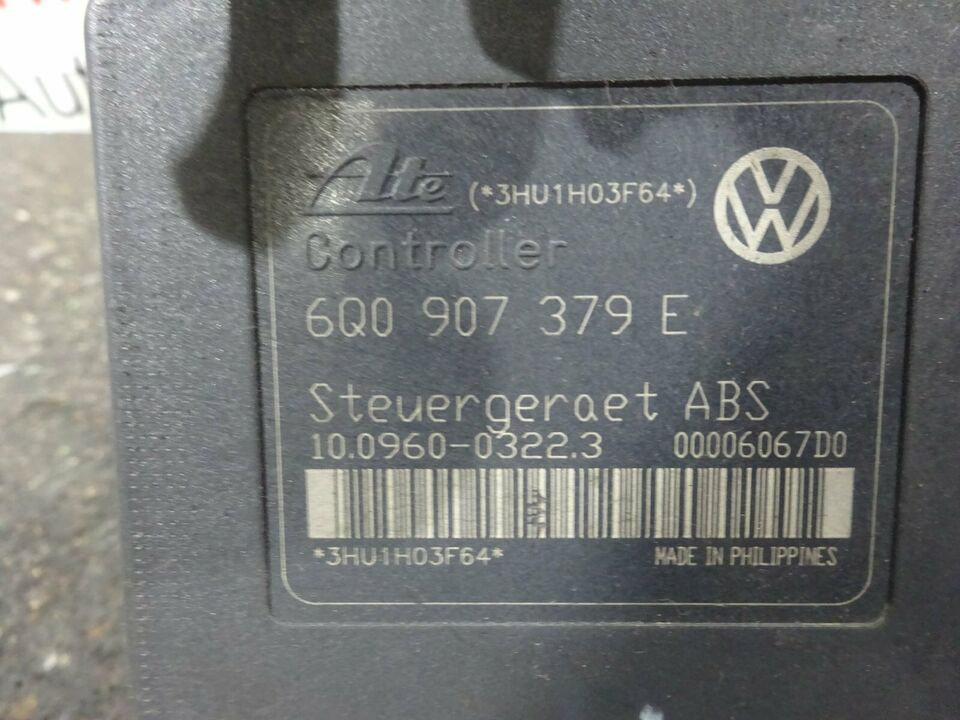 Ate (*3HU1H03F64*)
Controller
6Q0 907 379 E
Steuergeraet ABS
10.0960-0322.3 00006067D0
*3HU1H03F64* MADE IN PHILIPPINES